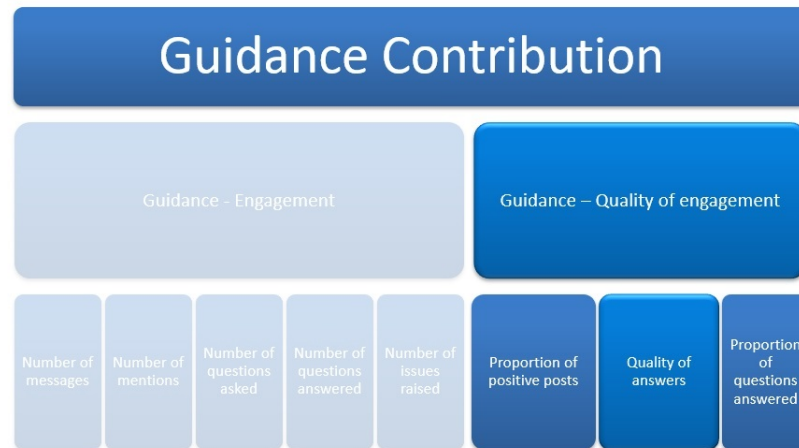 Guidance Contribution
Guidance - Engagement
Guidance – Quality of engagement
Number of
messages
Number of
mentions
Number of
questions
asked
Number of
questions
answered
Number of
issues
raised
Proportion of
positive posts
Quality of
answers
Proportion
of
questions
answered